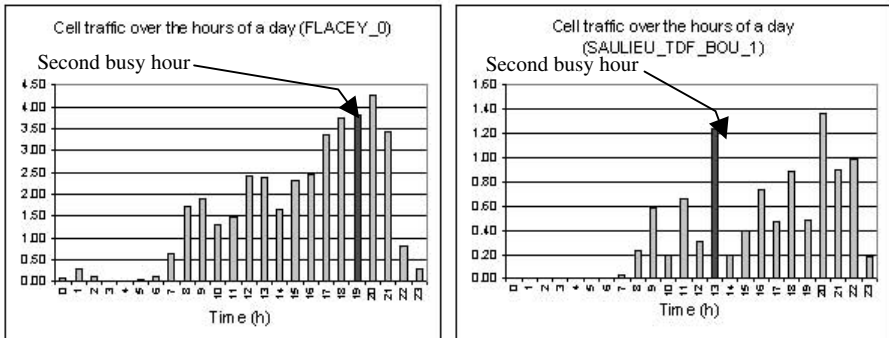 Cell traffic over the hours of a day (FLACEY_0)
Second busy hour
4.50
4.00
3.50
3.00
2.50
2.00
1.50
1.00
0.50
0.00
0 1 2 3 4 5 6 7 8 9 10 11 12 13 14 15 16 17 18 19 20 21 22 23
Time (h)
Cell traffic over the hours of a day
(SAULIEU_TDF_BOU_1)
Second busy hour
1.60
1.40
1.20
1.00
0.80
0.60
0.40
0.20
0.00
0 1 2 3 4 5 6 7 8 9 10 11 12 13 14 15 16 17 18 19 20 21 22 23
Time (h)